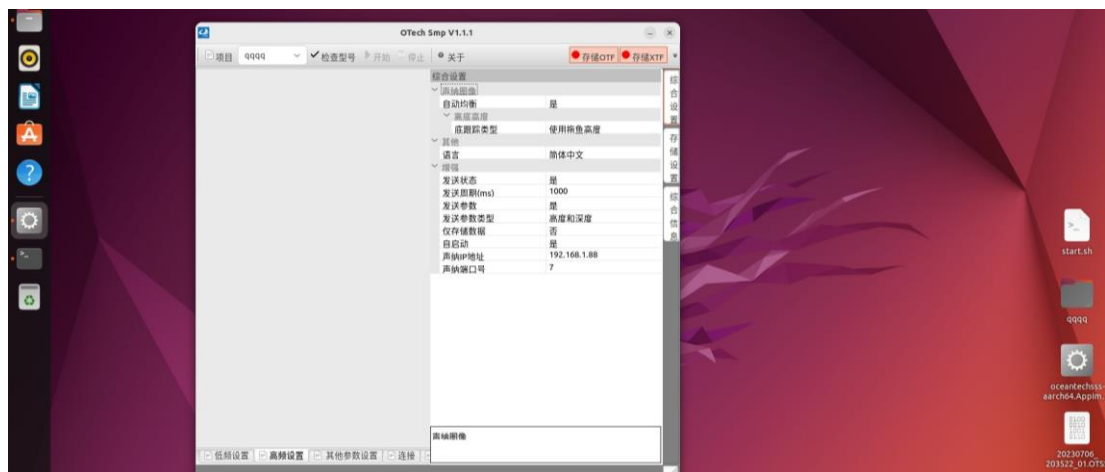 OTech Smp V1.1.1
项目 qqqq 检查型号 开始 停止 关于 存储OTF 存储XTF
综合设置
声呐图像
自动均衡 是
高底高度
底跟踪类型 使用拖鱼高度
其他
语言 简体中文
增强
发送状态 是
发送周期(ms) 1000
发送参数 是
发送参数类型 高度和深度
仅存储数据 否
自启动 是
声纳IP地址 192.168.1.88
声纳端口号 7
综合设置
存储设置
综合信息
声纳图像
低频设置 高频设置 其他参数设置 连接
start.sh
qqqq
oceantechsss-
aarch64.AppIm...
20230706_
203522_01.OTS